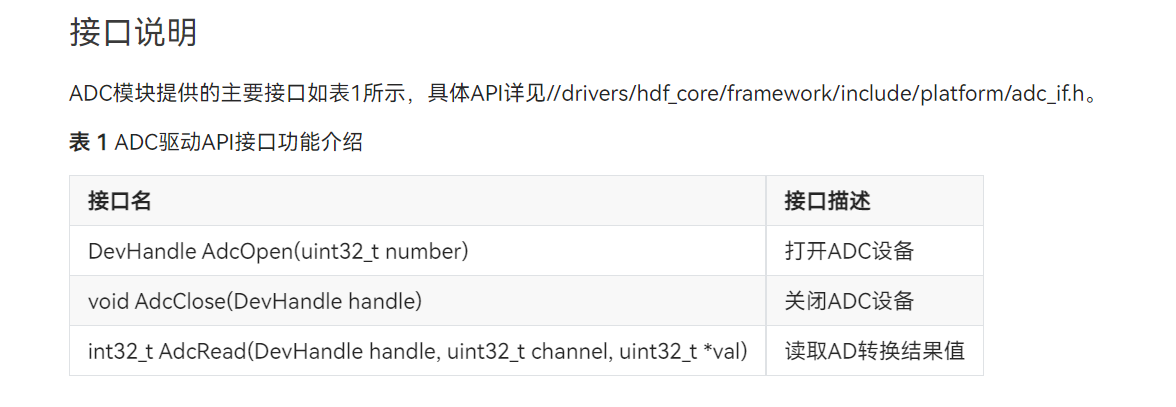 接口说明
ADC模块提供的主要接口如表1所示，具体API详见//drivers/hdf_core/framework/include/platform/adc_if.h。
表 1 ADC驱动API接口功能介绍
接口名 接口描述
DevHandle AdcOpen(uint32_t number) 打开ADC设备
void AdcClose(DevHandle handle) 关闭ADC设备
int32_t AdcRead(DevHandle handle, uint32_t channel, uint32_t *val) 读取AD转换结果值